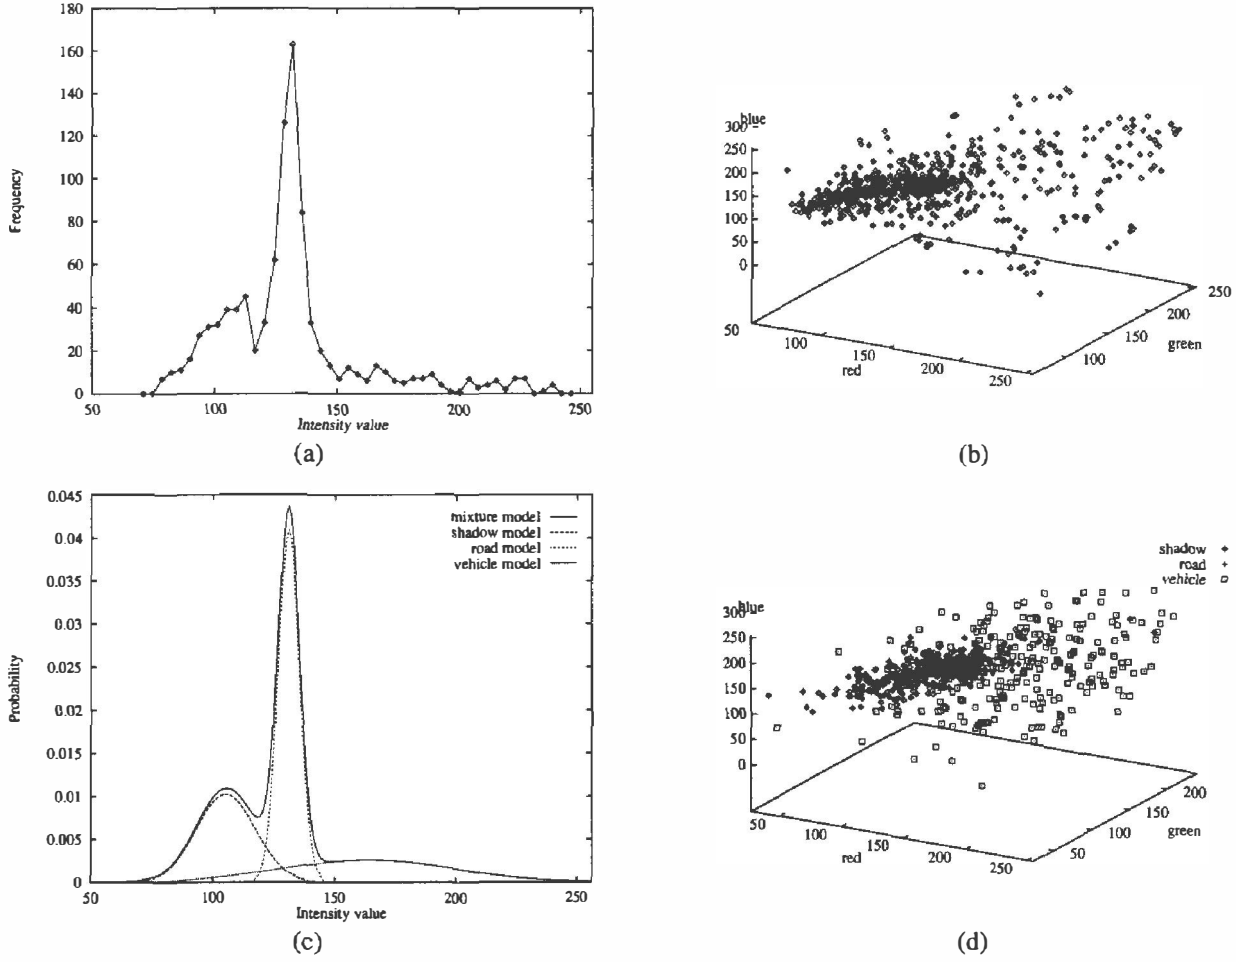 180
160
140
120
100
80
60
40
20
0
Frequency
50 100 150 200 250
Intensity value
(a)
blue
300
250
200
150
100
50
0
50 100 150 200 250
red
100 150 200 250
green
(b)
0.045
0.04
0.035
0.03
0.025
0.02
0.015
0.01
0.005
0
Probability
mixture model
shadow model
road model
vehicle model
50 100 150 200 250
Intensity value
(c)
shadow
road
vehicle
blue
300
250
200
150
100
50
0
50 100 150 200 250
red
50 100 150 200
green
(d)